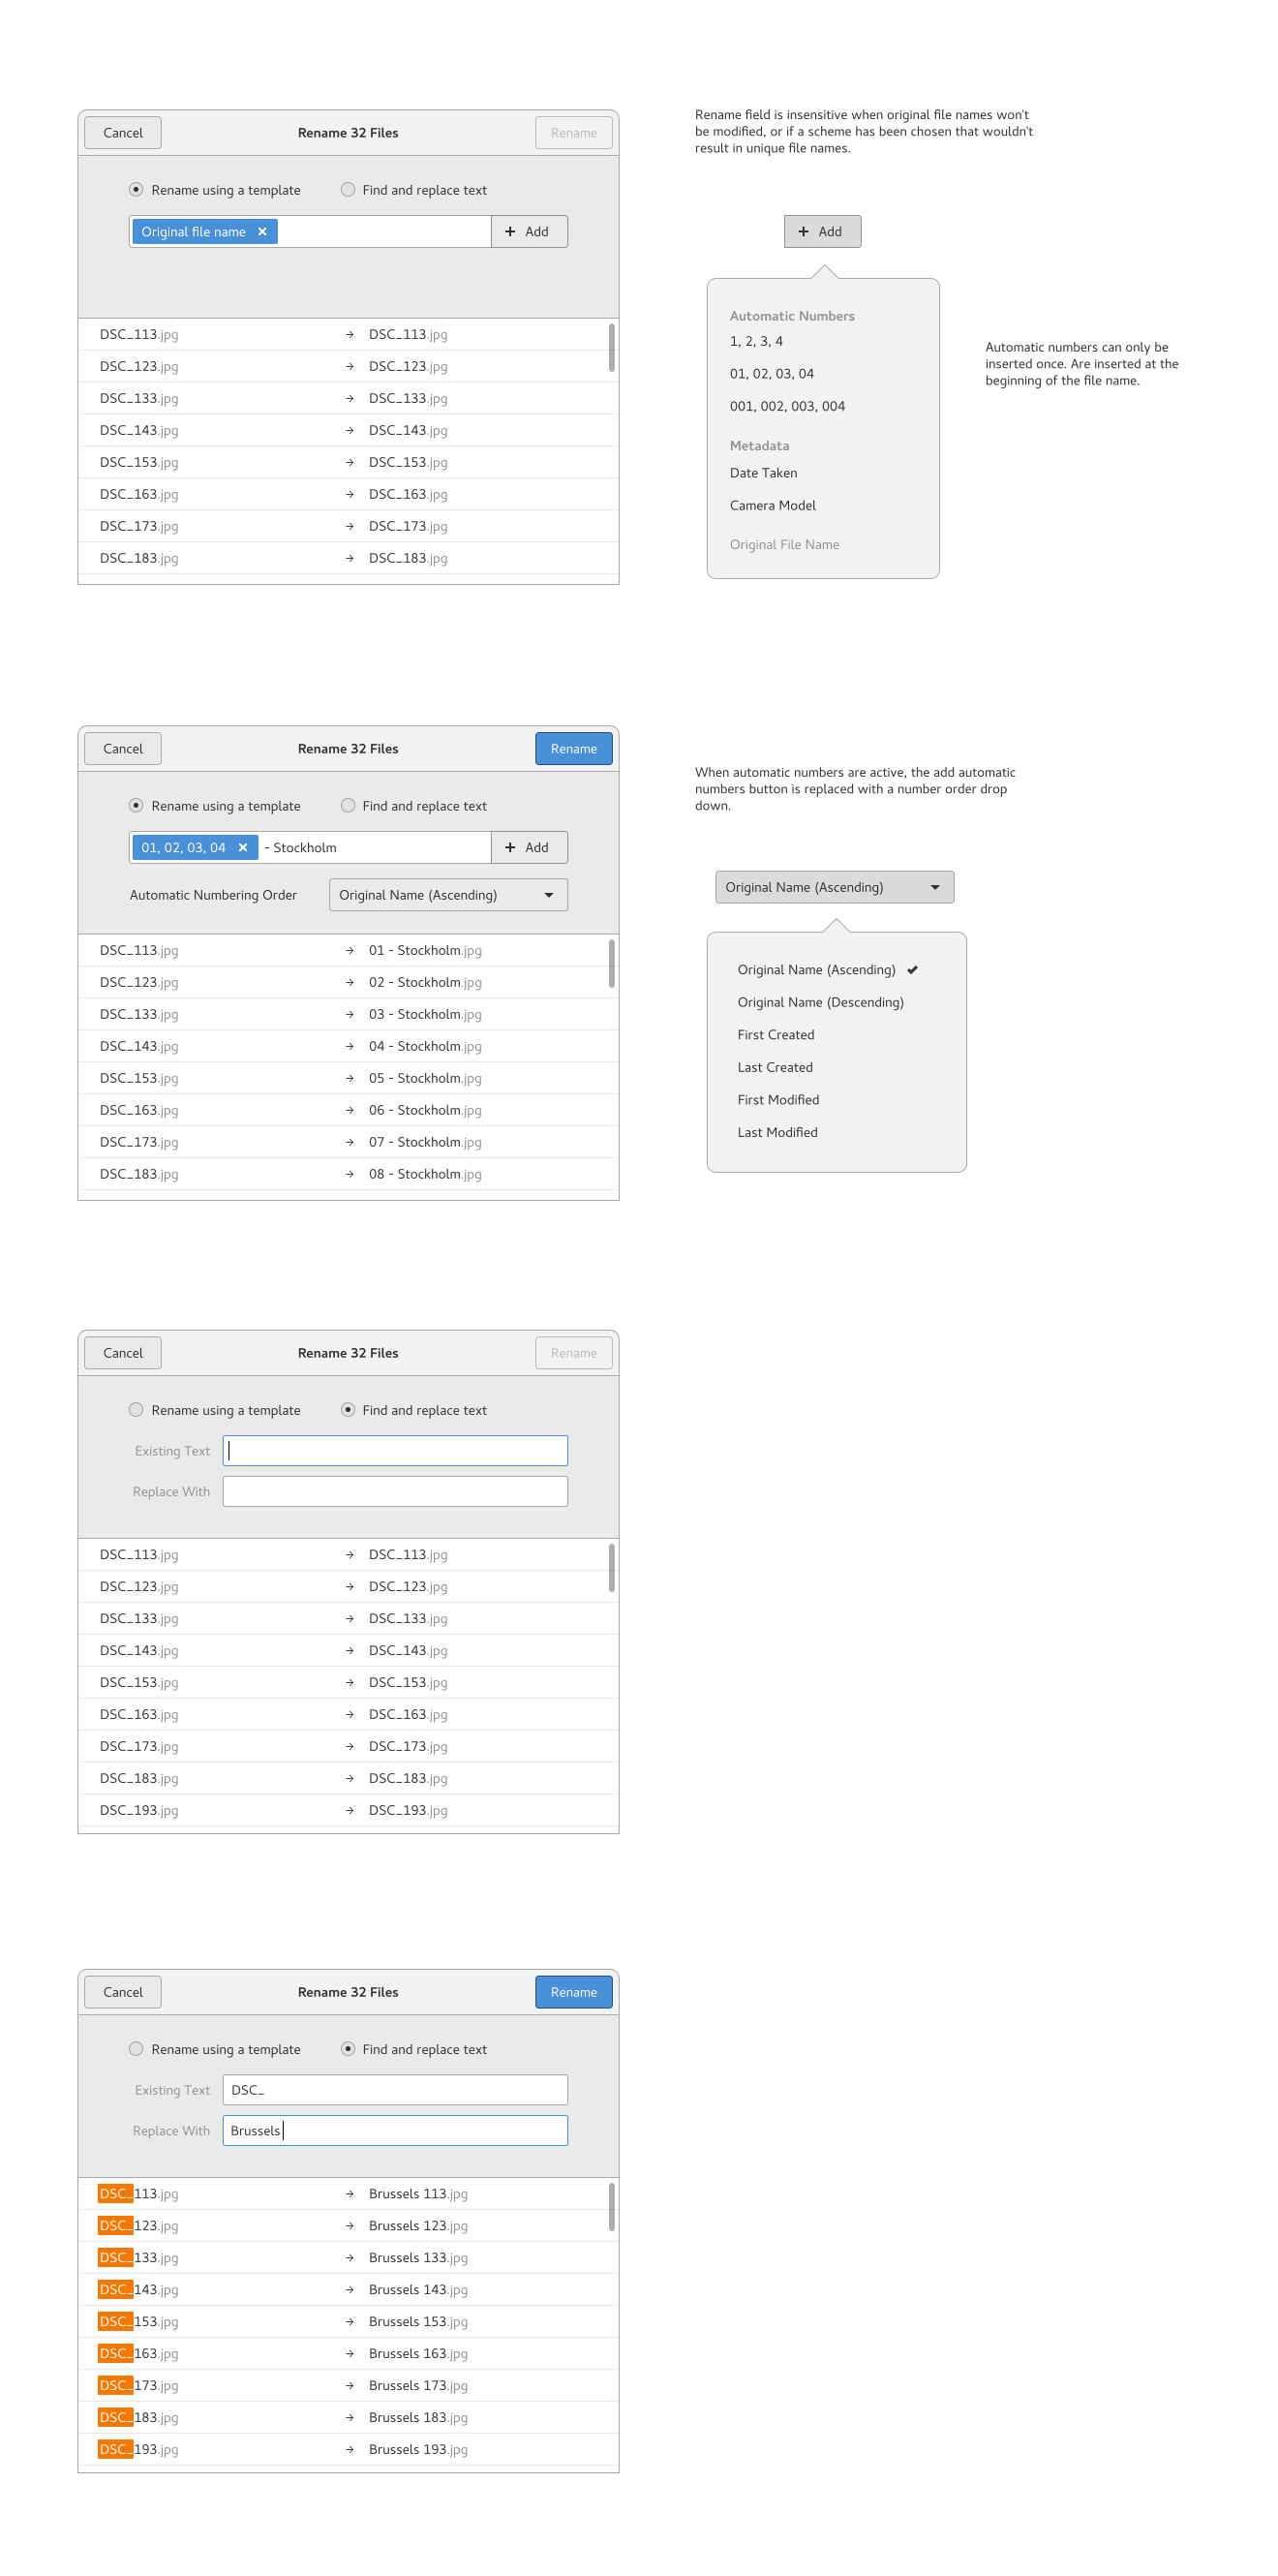 Cancel Rename 32 Files Rename
Rename using a template Find and replace text
Original file name Add
DSC_113.jpg → DSC_113.jpg
DSC_123.jpg → DSC_123.jpg
DSC_133.jpg → DSC_133.jpg
DSC_143.jpg → DSC_143.jpg
DSC_153.jpg → DSC_153.jpg
DSC_163.jpg → DSC_163.jpg
DSC_173.jpg → DSC_173.jpg
DSC_183.jpg → DSC_183.jpg
Rename field is insensitive when original file names won't
be modified, or if a scheme has been chosen that wouldn't
result in unique file names.
Add
Automatic Numbers
1, 2, 3, 4
01, 02, 03, 04
001, 002, 003, 004
Metadata
Date Taken
Camera Model
Original File Name
Automatic numbers can only be
inserted once. Are inserted at the
beginning of the file name.
Cancel Rename 32 Files Rename
Rename using a template Find and replace text
01, 02, 03, 04 - Stockholm Add
Automatic Numbering Order Original Name (Ascending)
DSC_113.jpg → 01 - Stockholm.jpg
DSC_123.jpg → 02 - Stockholm.jpg
DSC_133.jpg → 03 - Stockholm.jpg
DSC_143.jpg → 04 - Stockholm.jpg
DSC_153.jpg → 05 - Stockholm.jpg
DSC_163.jpg → 06 - Stockholm.jpg
DSC_173.jpg → 07 - Stockholm.jpg
DSC_183.jpg → 08 - Stockholm.jpg
When automatic numbers are active, the add automatic
numbers button is replaced with a number order drop
down.
Original Name (Ascending)
Original Name (Ascending)
Original Name (Descending)
First Created
Last Created
First Modified
Last Modified
Cancel Rename 32 Files Rename
Rename using a template Find and replace text
Existing Text
Replace With
DSC_113.jpg → DSC_113.jpg
DSC_123.jpg → DSC_123.jpg
DSC_133.jpg → DSC_133.jpg
DSC_143.jpg → DSC_143.jpg
DSC_153.jpg → DSC_153.jpg
DSC_163.jpg → DSC_163.jpg
DSC_173.jpg → DSC_173.jpg
DSC_183.jpg → DSC_183.jpg
DSC_193.jpg → DSC_193.jpg
Cancel Rename 32 Files Rename
Rename using a template Find and replace text
Existing Text DSC_
Replace With Brussels
DSC_113.jpg → Brussels 113.jpg
DSC_123.jpg → Brussels 123.jpg
DSC_133.jpg → Brussels 133.jpg
DSC_143.jpg → Brussels 143.jpg
DSC_153.jpg → Brussels 153.jpg
DSC_163.jpg → Brussels 163.jpg
DSC_173.jpg → Brussels 173.jpg
DSC_183.jpg → Brussels 183.jpg
DSC_193.jpg → Brussels 193.jpg